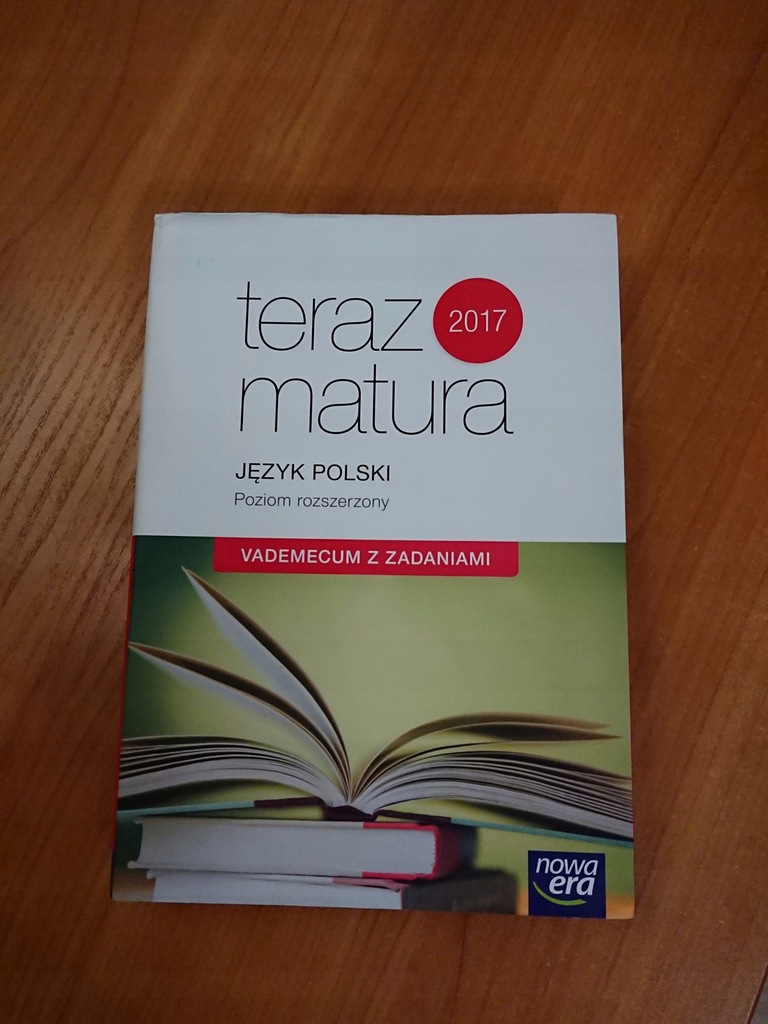 teraz 2017
matura
JĘZYK POLSKI
Poziom rozszerzony
VADEMECUM Z ZADANIAMI
nowa
era